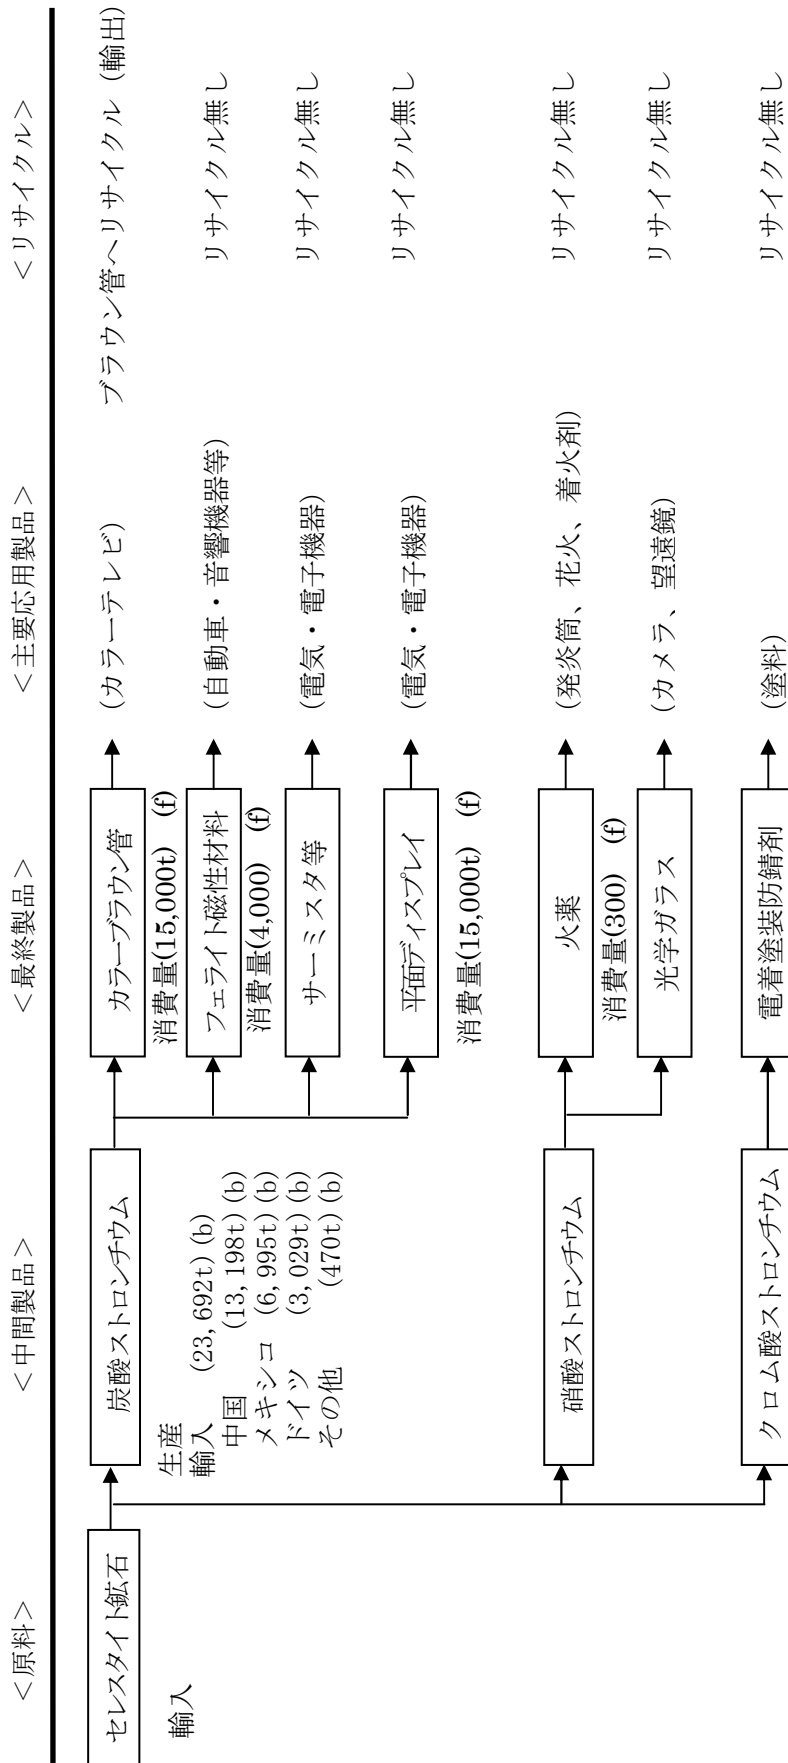 ＜原料＞
＜中間製品＞
＜最終製品＞
＜主要応用製品＞
＜リサイクル＞
セレスタイト鉱石
輸入
炭酸ストロンチウム
生産
輸入 (23,692t)(b)
中国 (13,198t)(b)
メキシコ (6,995t)(b)
ドイツ (3,029t)(b)
その他 (470t)(b)
硝酸ストロンチウム
クロム酸ストロンチウム
カラーブラウン管
消費量(15,000t) (f)
フェライト磁性材料
消費量(4,000) (f)
サーミスタ等
平面ディスプレイ
消費量(15,000t) (f)
火薬
消費量(300) (f)
光学ガラス
電着塗装防錆剤
(カラーテレビ)
(自動車・音響機器等)
(電気・電子機器)
(電気・電子機器)
(発炎筒、花火、着火剤)
(カメラ、望遠鏡)
(塗料)
ブラウン管へリサイクル (輸出)
リサイクル無し
リサイクル無し
リサイクル無し
リサイクル無し
リサイクル無し
リサイクル無し